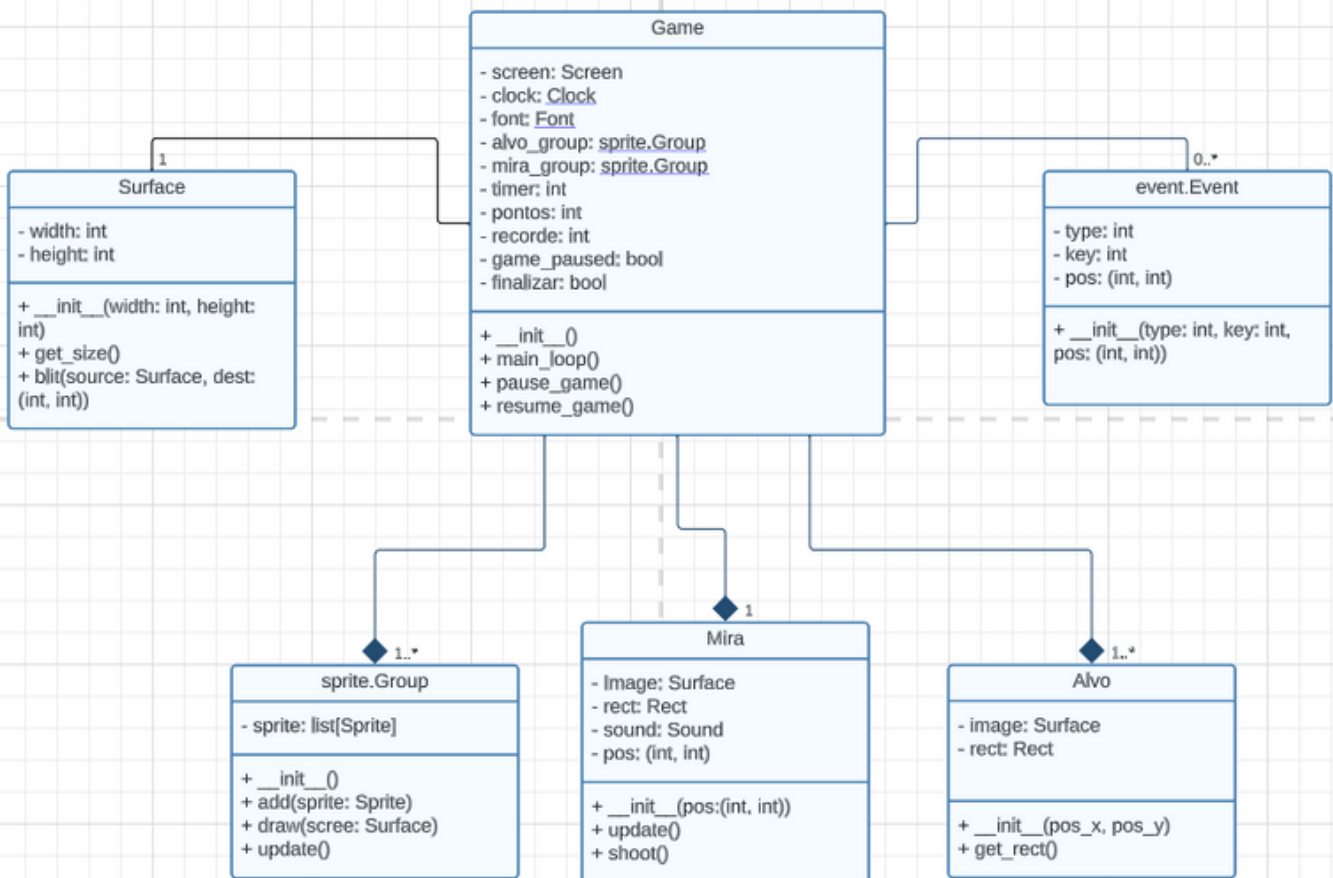 Game
- screen: Screen
- clock: Clock
- font: Font
- alvo_group: sprite.Group
- mira_group: sprite.Group
- timer: int
- pontos: int
- recorde: int
- game_paused: bool
- finalizar: bool
+ __init__()
+ main_loop()
+ pause_game()
+ resume_game()
1
Surface
- width: int
- height: int
+ __init__(width: int, height:
int)
+ get_size()
+ blit(source: Surface, dest:
(int, int))
0..*
event.Event
- type: int
- key: int
- pos: (int, int)
+ __init__(type: int, key: int,
pos: (int, int))
1..*
sprite.Group
- sprite: list[Sprite]
+ __init__()
+ add(sprite: Sprite)
+ draw(scree: Surface)
+ update()
1
Mira
- Image: Surface
- rect: Rect
- sound: Sound
- pos: (int, int)
+ __init__(pos:(int, int))
+ update()
+ shoot()
1..*
Alvo
- image: Surface
- rect: Rect
+ __init__(pos_x, pos_y)
+ get_rect()